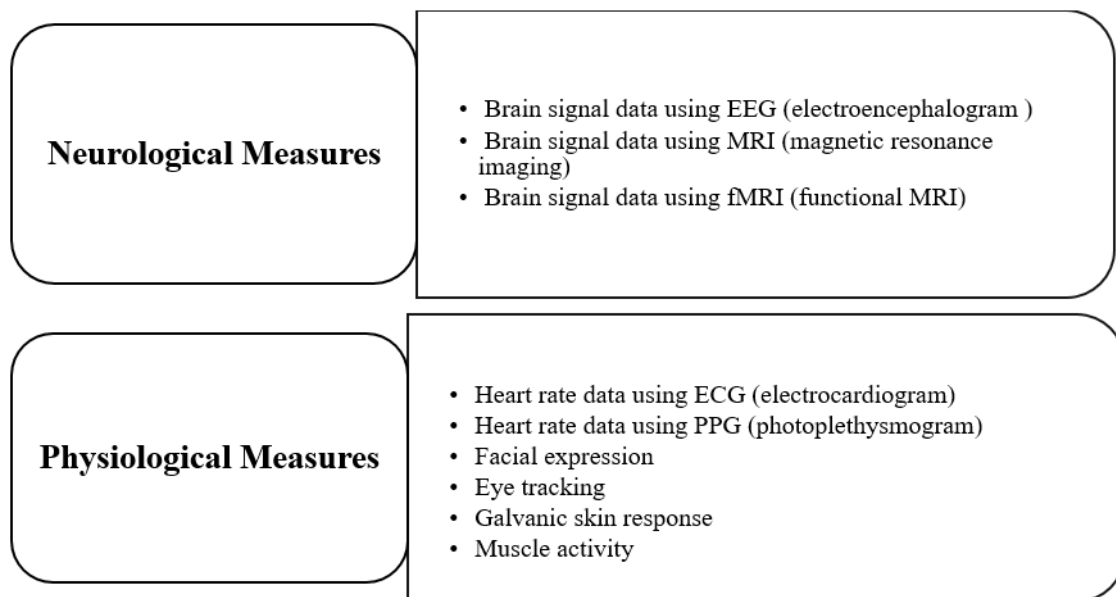 Neurological Measures
• Brain signal data using EEG (electroencephalogram )
• Brain signal data using MRI (magnetic resonance
imaging)
• Brain signal data using fMRI (functional MRI)
Physiological Measures
• Heart rate data using ECG (electrocardiogram)
• Heart rate data using PPG (photoplethysmogram)
• Facial expression
• Eye tracking
• Galvanic skin response
• Muscle activity